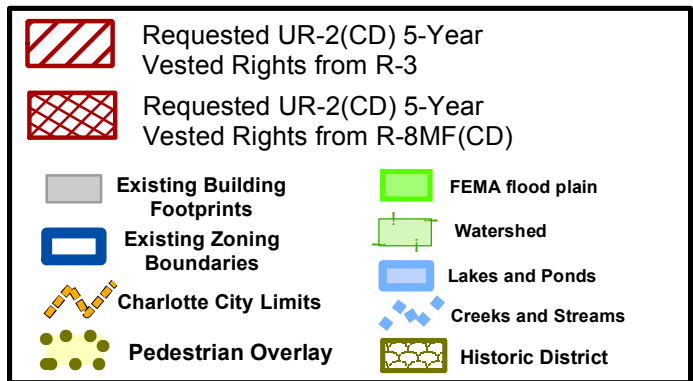 Requested UR-2(CD) 5-Year
Vested Rights from R-3
Requested UR-2(CD) 5-Year
Vested Rights from R-8MF(CD)
Existing Building
Footprints
Existing Zoning
Boundaries
Charlotte City Limits
Pedestrian Overlay
FEMA flood plain
Watershed
Lakes and Ponds
Creeks and Streams
Historic District